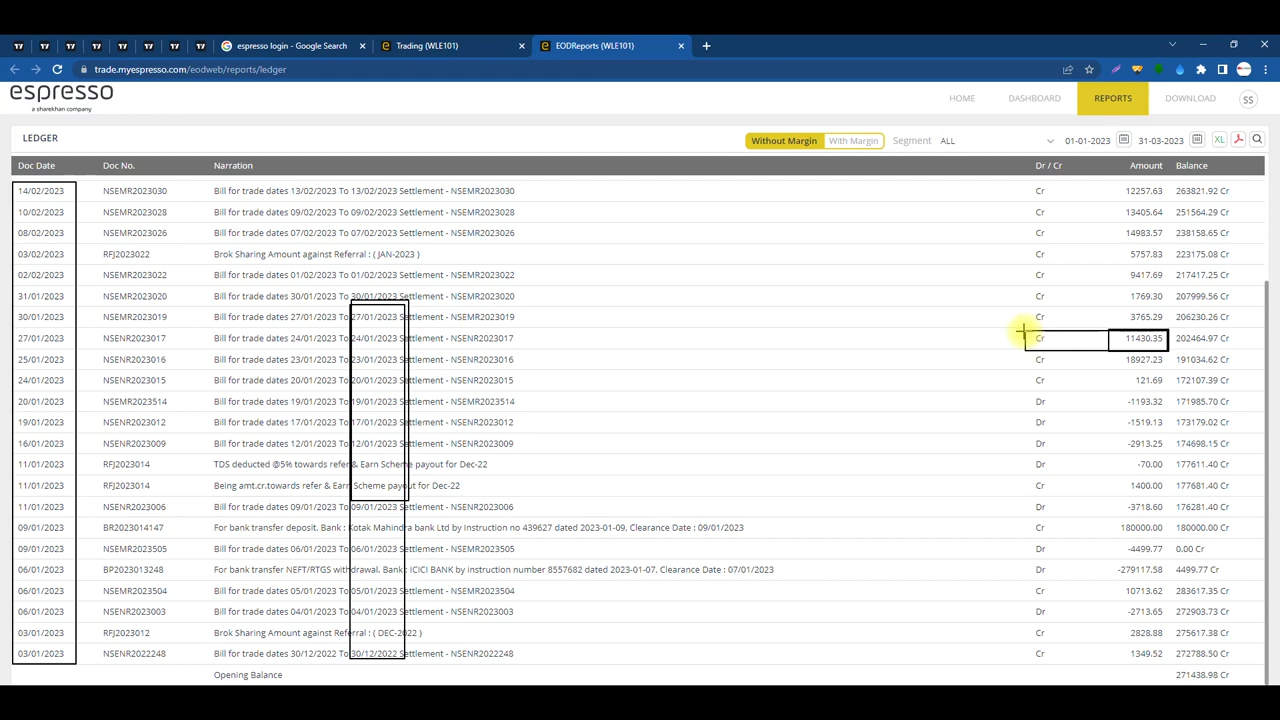 espresso login - Google Search
Trading (WLE101)
EODReports (WLE101)
trade.myespresso.com/eodweb/reports/ledger
espresso
a sharekhan company
HOME DASHBOARD REPORTS DOWNLOAD SS
LEDGER Without Margin With Margin Segment ALL 01-01-2023 31-03-2023 XL
Doc Date Doc No. Narration Dr / Cr Amount Balance
14/02/2023 NSEMR2023030 Bill for trade dates 13/02/2023 To 13/02/2023 Settlement - NSEMR2023030 Cr 12257.63 263821.92 Cr
10/02/2023 NSEMR2023028 Bill for trade dates 09/02/2023 To 09/02/2023 Settlement - NSEMR2023028 Cr 13405.64 251564.29 Cr
08/02/2023 NSEMR2023026 Bill for trade dates 07/02/2023 To 07/02/2023 Settlement - NSEMR2023026 Cr 14983.57 238158.65 Cr
03/02/2023 RFJ2023022 Brok Sharing Amount against Referral : ( JAN-2023 ) Cr 5757.83 223175.08 Cr
02/02/2023 NSEMR2023022 Bill for trade dates 01/02/2023 To 01/02/2023 Settlement - NSEMR2023022 Cr 9417.69 217417.25 Cr
31/01/2023 NSEMR2023020 Bill for trade dates 30/01/2023 To 30/01/2023 Settlement - NSEMR2023020 Cr 1769.30 207999.56 Cr
30/01/2023 NSEMR2023019 Bill for trade dates 27/01/2023 To 27/01/2023 Settlement - NSEMR2023019 Cr 3765.29 206230.26 Cr
27/01/2023 NSENR2023017 Bill for trade dates 24/01/2023 To 24/01/2023 Settlement - NSENR2023017 Cr 11430.35 202464.97 Cr
25/01/2023 NSENR2023016 Bill for trade dates 23/01/2023 To 23/01/2023 Settlement - NSENR2023016 Cr 18927.23 191034.62 Cr
24/01/2023 NSENR2023015 Bill for trade dates 20/01/2023 To 20/01/2023 Settlement - NSENR2023015 Cr 121.69 172107.39 Cr
20/01/2023 NSEMR2023514 Bill for trade dates 19/01/2023 To 19/01/2023 Settlement - NSEMR2023514 Dr -1193.32 171985.70 Cr
19/01/2023 NSENR2023012 Bill for trade dates 17/01/2023 To 17/01/2023 Settlement - NSENR2023012 Dr -1519.13 173179.02 Cr
16/01/2023 NSENR2023009 Bill for trade dates 12/01/2023 To 12/01/2023 Settlement - NSENR2023009 Dr -2913.25 174698.15 Cr
11/01/2023 RFJ2023014 TDS deducted @5% towards refer & Earn Scheme payout for Dec-22 Dr -70.00 177611.40 Cr
11/01/2023 RFJ2023014 Being amt.cr.towards refer & Earn Scheme payout for Dec-22 Cr 1400.00 177681.40 Cr
11/01/2023 NSENR2023006 Bill for trade dates 09/01/2023 To 09/01/2023 Settlement - NSENR2023006 Dr -3718.60 176281.40 Cr
09/01/2023 BR2023014147 For bank transfer deposit. Bank : Kotak Mahindra bank Ltd by Instruction no 439627 dated 2023-01-09, Clearance Date : 09/01/2023 Cr 180000.00 180000.00 Cr
09/01/2023 NSEMR2023505 Bill for trade dates 06/01/2023 To 06/01/2023 Settlement - NSEMR2023505 Dr -4499.77 0.00 Cr
06/01/2023 BP2023013248 For bank transfer NEFT/RTGS withdrawal. Bank : ICICI BANK by instruction number 8557682 dated 2023-01-07, Clearance Date : 07/01/2023 Dr -279117.58 4499.77 Cr
06/01/2023 NSEMR2023504 Bill for trade dates 05/01/2023 To 05/01/2023 Settlement - NSEMR2023504 Cr 10713.62 283617.35 Cr
06/01/2023 NSENR2023003 Bill for trade dates 04/01/2023 To 04/01/2023 Settlement - NSENR2023003 Dr -2713.65 272903.73 Cr
03/01/2023 RFJ2023012 Brok Sharing Amount against Referral : ( DEC-2022 ) Cr 2828.88 275617.38 Cr
03/01/2023 NSENR2022248 Bill for trade dates 30/12/2022 To 30/12/2022 Settlement - NSENR2022248 Cr 1349.52 272788.50 Cr
Opening Balance 271438.98 Cr